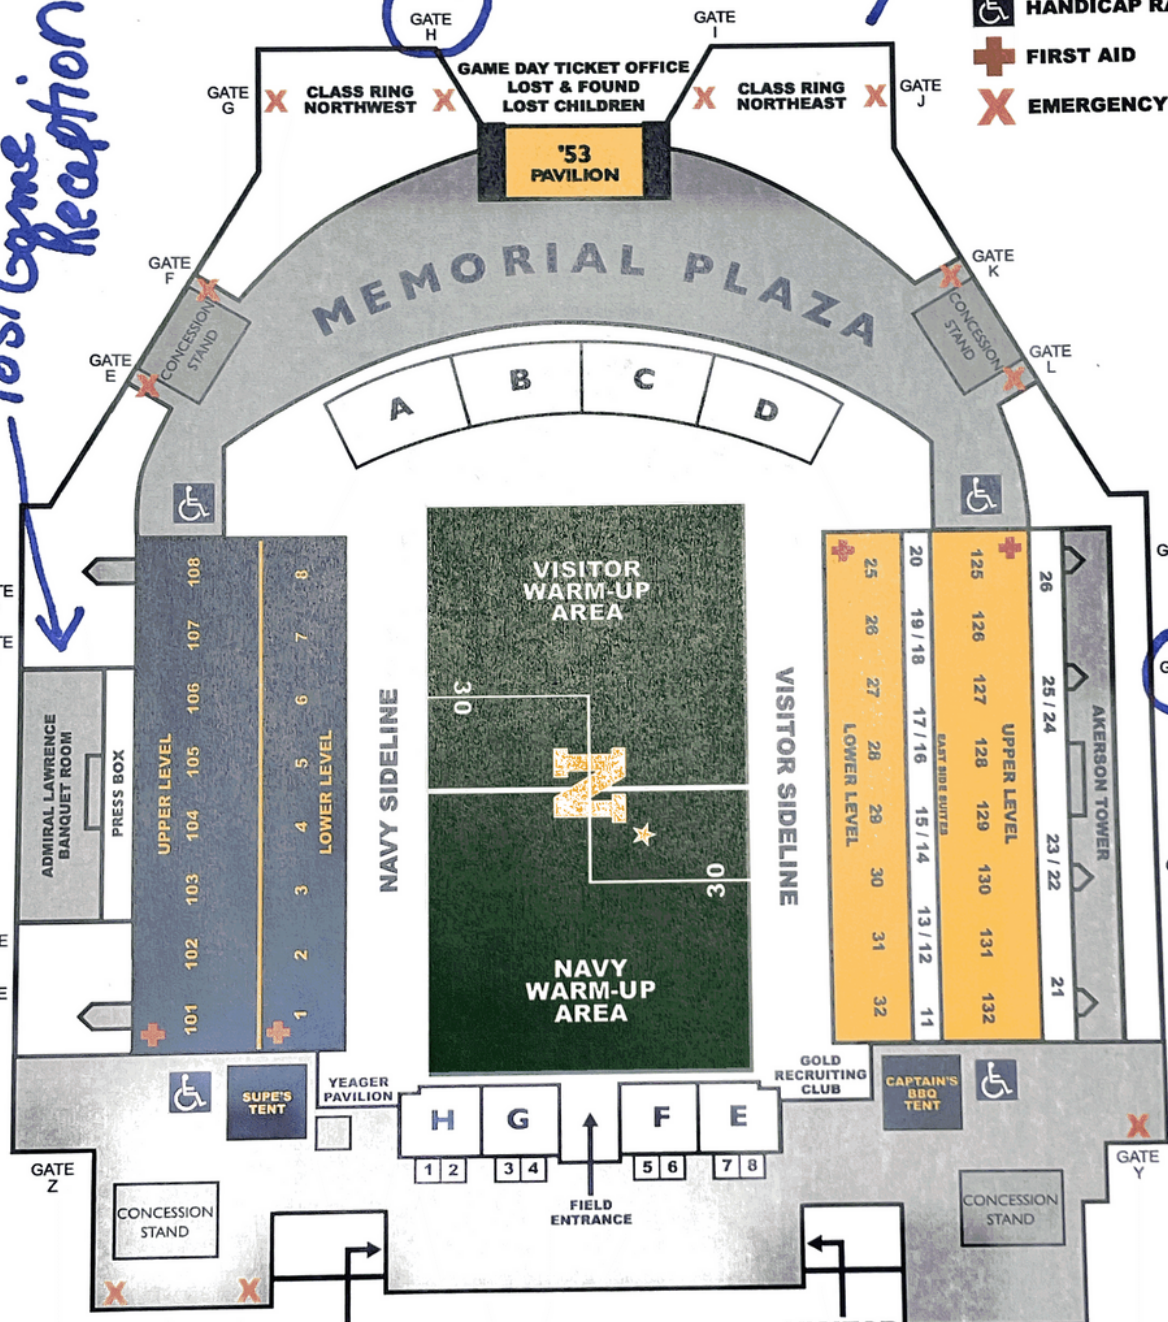 GATE
H
GATE
I
HANDICAP
FIRST AID
EMERGENCY
Post Game
Reception
GATE
G
CLASS RING
NORTHWEST
GAME DAY TICKET OFFICE
LOST & FOUND
LOST CHILDREN
CLASS RING
NORTHEAST
GATE
J
'53
PAVILION
GATE
F
GATE
K
MEMORIAL PLAZA
CONCESSION
STAND
CONCESSION
STAND
GATE
E
GATE
L
A
B
C
D
108
107
106
105
104
103
102
101
UPPER LEVEL
8
7
6
5
4
3
2
1
LOWER LEVEL
ADMIRAL LAWRENCE
BANQUET ROOM
PRESS BOX
NAVY SIDELINE
VISITOR
WARM-UP
AREA
30
N
30
NAVY
WARM-UP
AREA
VISITOR SIDELINE
25
26
27
28
29
30
31
32
LOWER LEVEL
20
19 / 18
17 / 16
15 / 14
13 / 12
11
EAST SIDE SUITES
125
126
127
128
129
130
131
132
UPPER LEVEL
26
25 / 24
23 / 22
21
AKERSON TOWER
SUPE'S
TENT
YEAGER
PAVILION
GOLD
RECRUITING
CLUB
CAPTAIN'S
BBQ
TENT
H
G
F
E
1 2
3 4
5 6
7 8
FIELD
ENTRANCE
GATE
Z
GATE
Y
CONCESSION
STAND
CONCESSION
STAND